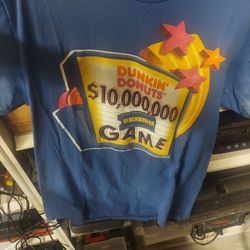 DUNKIN'
DONUTS'
$10,000,000
BLOCKBUSTER
GAME